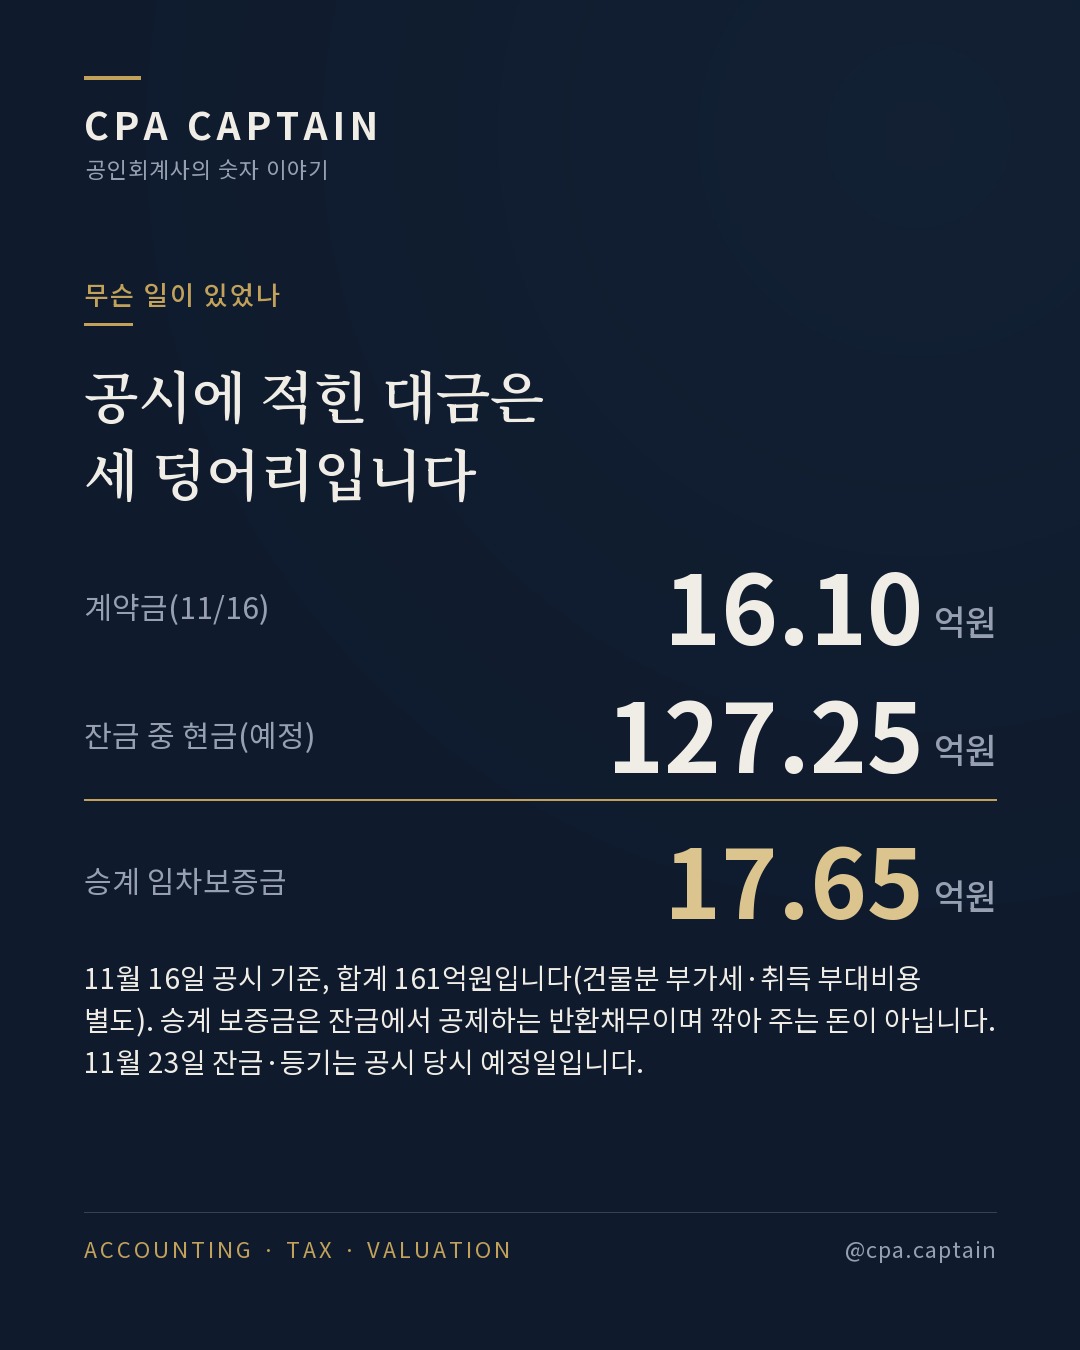 CPA CAPTAIN
공인회계사의 숫자 이야기
무슨 일이 있었나
공시에 적힌 대금은
세 덩어리입니다
계약금(11/16) 16.10 억원
잔금 중 현금(예정) 127.25 억원
승계 임차보증금 17.65 억원
11월 16일 공시 기준, 합계 161억원입니다(건물분 부가세·취득 부대비용
별도). 승계 보증금은 잔금에서 공제하는 반환채무이며 깎아 주는 돈이 아닙니다.
11월 23일 잔금·등기는 공시 당시 예정일입니다.
ACCOUNTING · TAX · VALUATION @cpa.captain